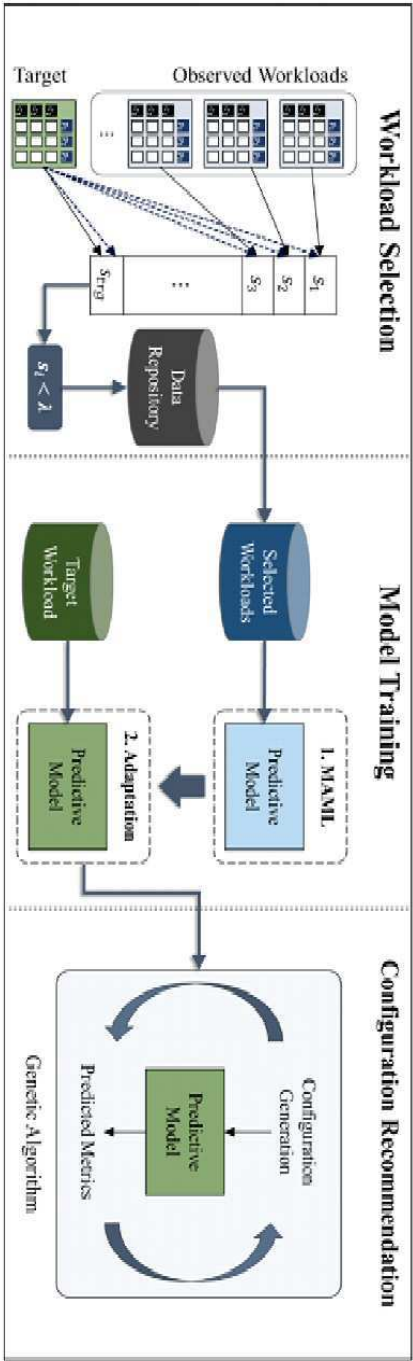 Workload Selection
Observed Workloads
...
Target
s1
s2
s3
...
strg
si < λ
Data
Repository
Model Training
Selected
Workloads
Target
Workload
1. MAML
Predictive
Model
2. Adaptation
Predictive
Model
Configuration Recommendation
Configuration
Generation
Predictive
Model
Predicted Metrics
Genetic Algorithm